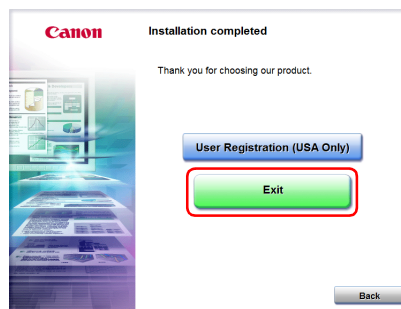 Canon
Installation completed
Thank you for choosing our product.
User Registration (USA Only)
Exit
Back